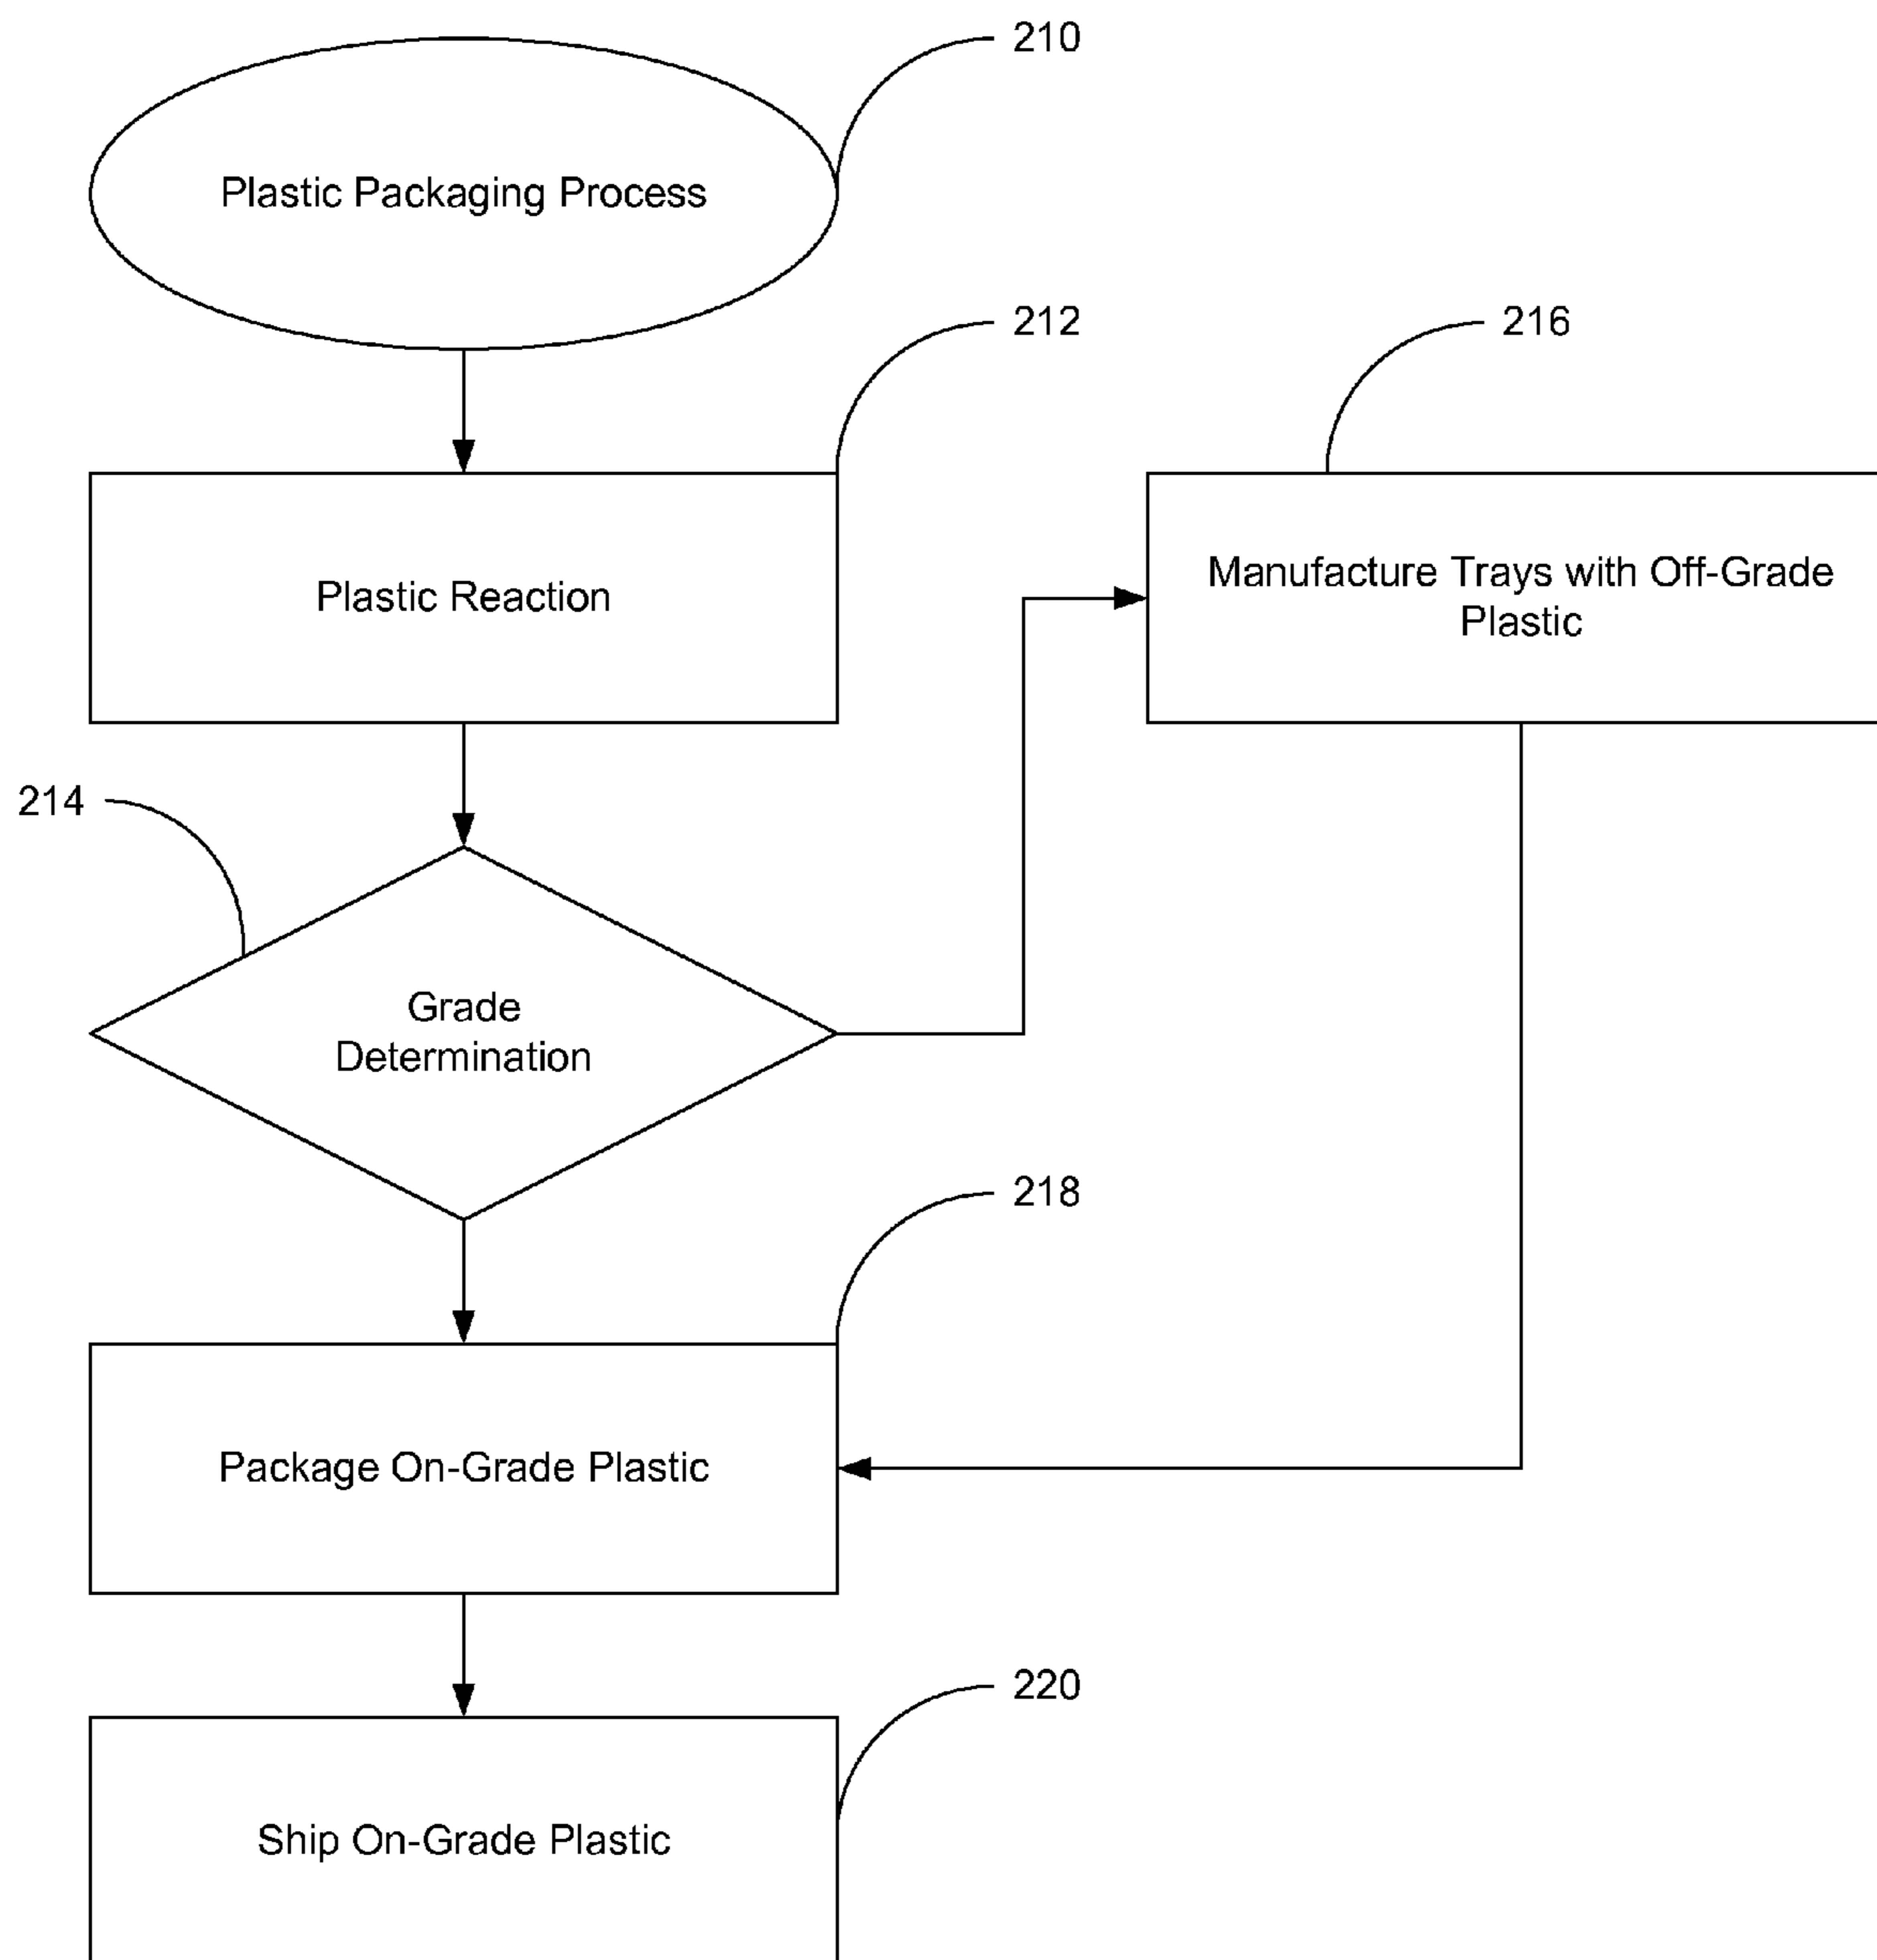 210
Plastic Packaging Process
212
216
Plastic Reaction
Manufacture Trays with Off-Grade
Plastic
214
Grade
Determination
218
Package On-Grade Plastic
220
Ship On-Grade Plastic